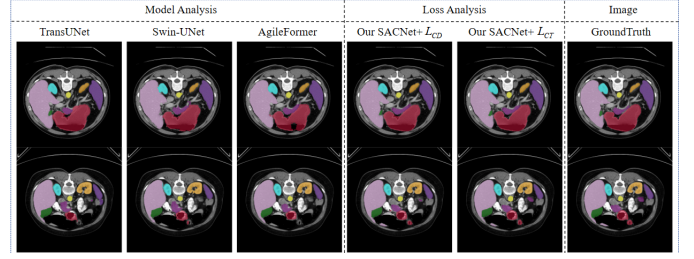 Model Analysis Loss Analysis Image
TransUNet Swin-UNet AgileFormer Our SACNet+ L_CD Our SACNet+ L_CT GroundTruth